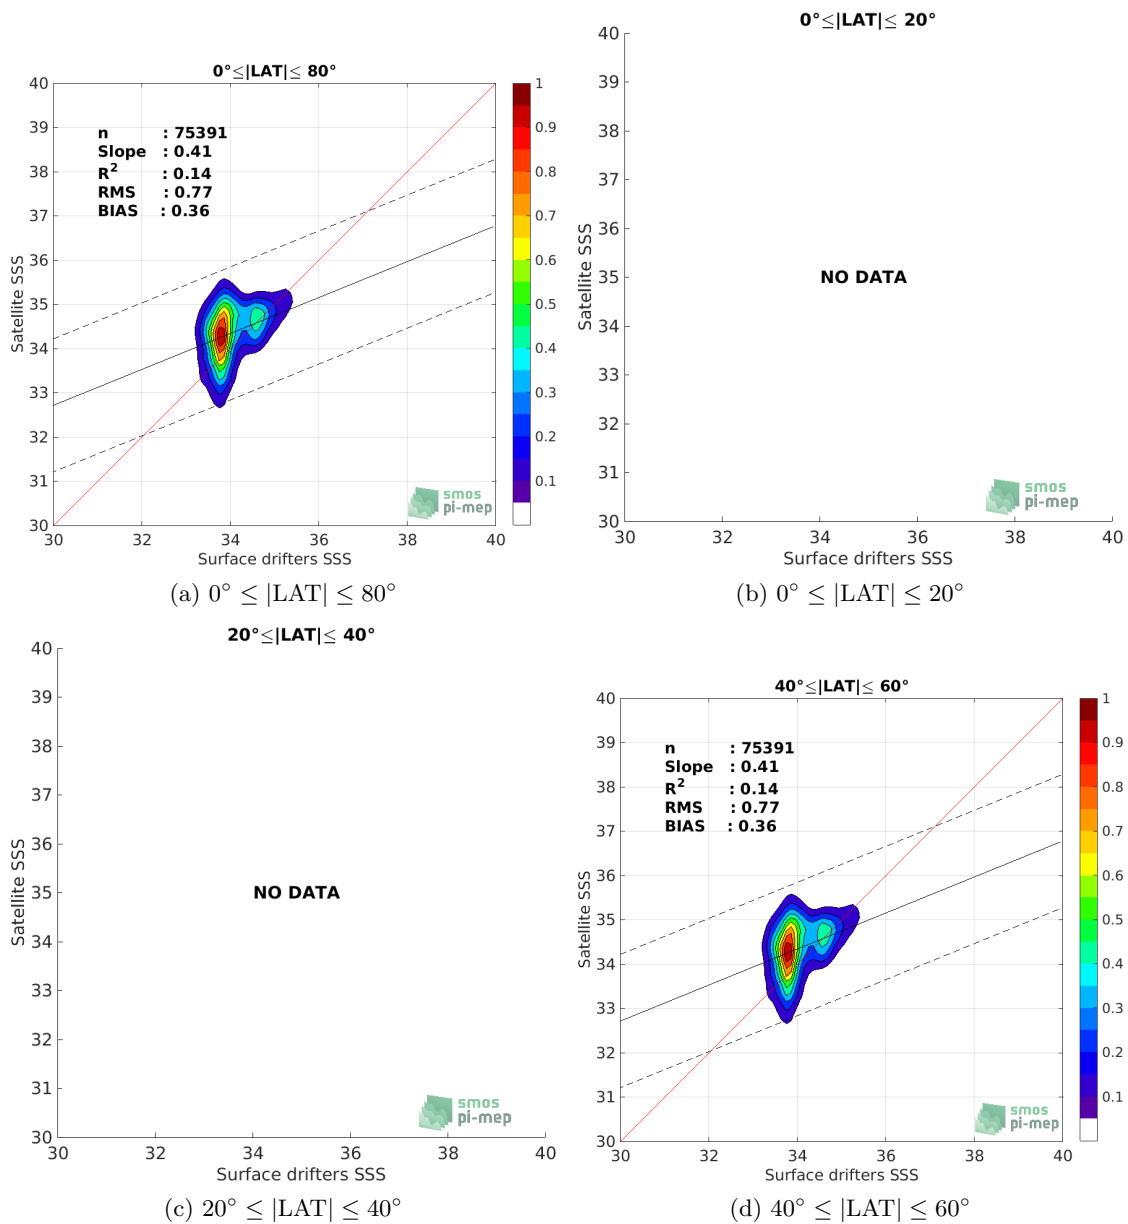 0°≤|LAT|≤ 80°
40
39
38
37
36
35
34
33
32
31
30
Satellite SSS
n : 75391
Slope : 0.41
R² : 0.14
RMS : 0.77
BIAS : 0.36
1
0.9
0.8
0.7
0.6
0.5
0.4
0.3
0.2
0.1
smos
pi-mep
30 32 34 36 38 40
Surface drifters SSS
(a) 0° ≤ |LAT| ≤ 80°
0°≤|LAT|≤ 20°
40
39
38
37
36
35
34
33
32
31
30
Satellite SSS
NO DATA
smos
pi-mep
30 32 34 36 38 40
Surface drifters SSS
(b) 0° ≤ |LAT| ≤ 20°
20°≤|LAT|≤ 40°
40
39
38
37
36
35
34
33
32
31
30
Satellite SSS
NO DATA
smos
pi-mep
30 32 34 36 38 40
Surface drifters SSS
(c) 20° ≤ |LAT| ≤ 40°
40°≤|LAT|≤ 60°
40
39
38
37
36
35
34
33
32
31
30
Satellite SSS
n : 75391
Slope : 0.41
R² : 0.14
RMS : 0.77
BIAS : 0.36
1
0.9
0.8
0.7
0.6
0.5
0.4
0.3
0.2
0.1
smos
pi-mep
30 32 34 36 38 40
Surface drifters SSS
(d) 40° ≤ |LAT| ≤ 60°